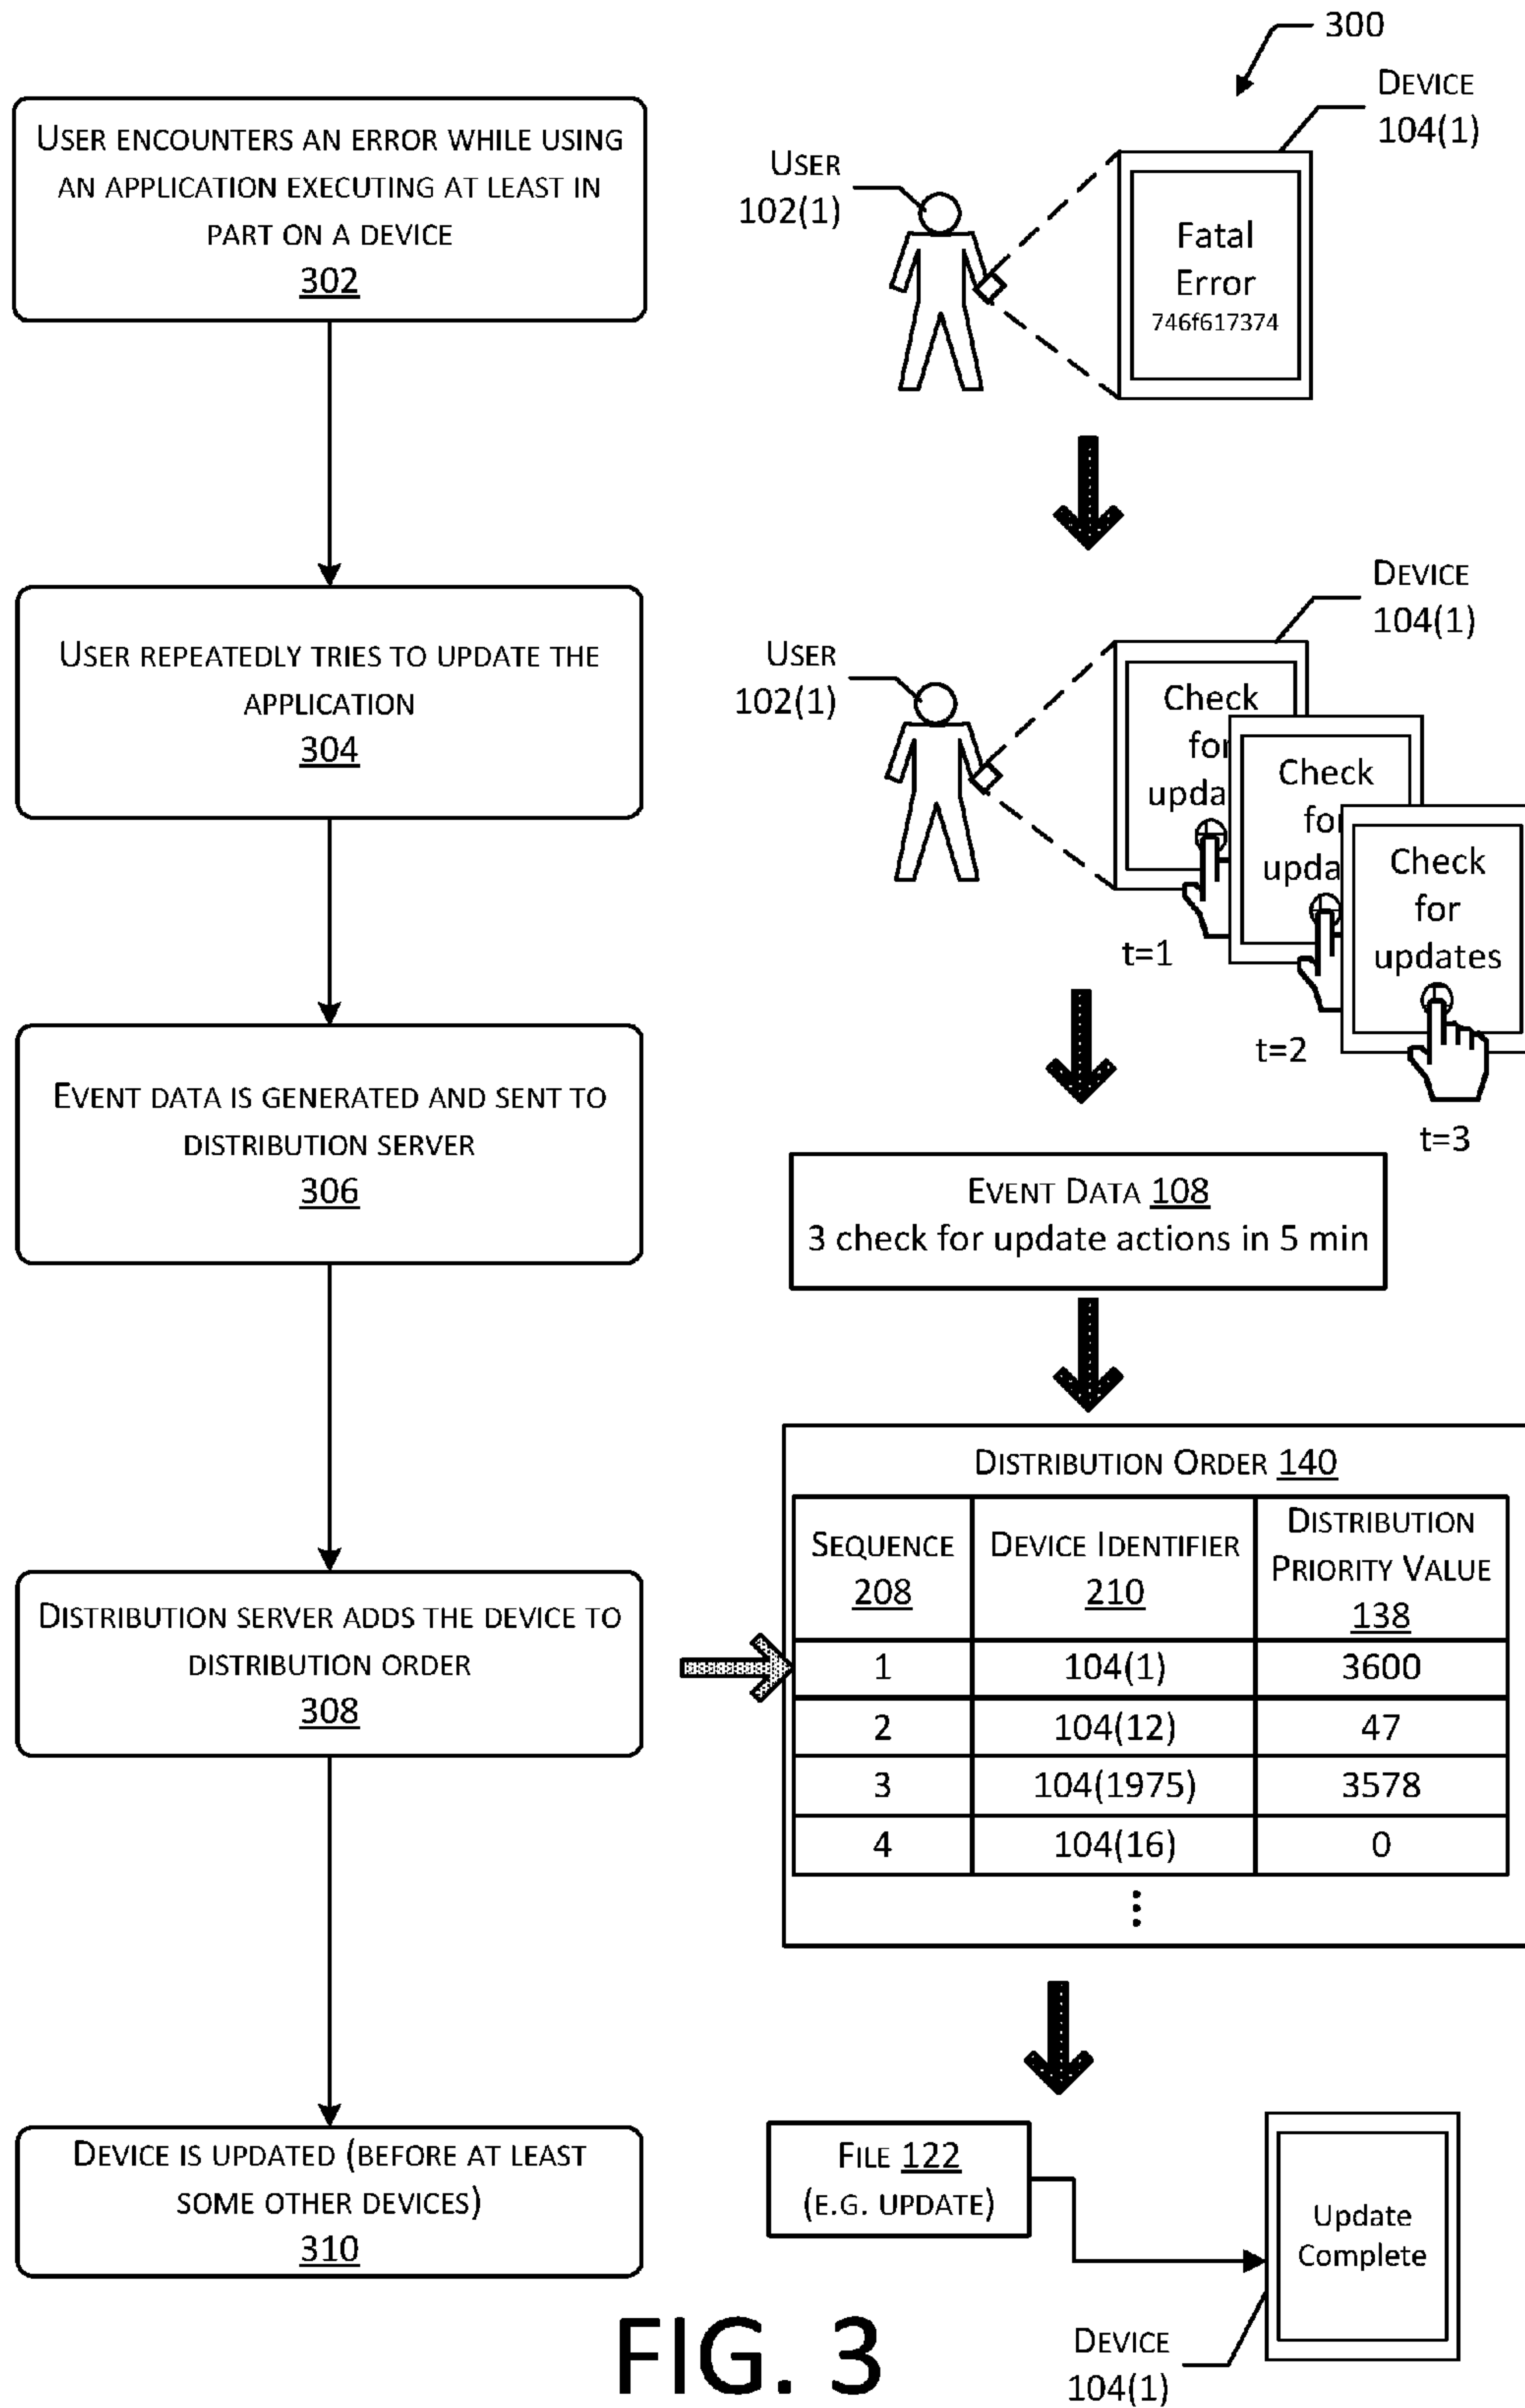 300
USER ENCOUNTERS AN ERROR WHILE USING
AN APPLICATION EXECUTING AT LEAST IN
PART ON A DEVICE
302
USER
102(1)
DEVICE
104(1)
Fatal
Error
746f617374
USER REPEATEDLY TRIES TO UPDATE THE
APPLICATION
304
USER
102(1)
DEVICE
104(1)
Check
for
upda
t=1
Check
for
upda
t=2
Check
for
updates
t=3
EVENT DATA IS GENERATED AND SENT TO
DISTRIBUTION SERVER
306
EVENT DATA 108
3 check for update actions in 5 min
DISTRIBUTION SERVER ADDS THE DEVICE TO
DISTRIBUTION ORDER
308
DISTRIBUTION ORDER 140
SEQUENCE
208
DEVICE IDENTIFIER
210
DISTRIBUTION
PRIORITY VALUE
138
1 104(1) 3600
2 104(12) 47
3 104(1975) 3578
4 104(16) 0
DEVICE IS UPDATED (BEFORE AT LEAST
SOME OTHER DEVICES)
310
FILE 122
(E.G. UPDATE)
Update
Complete
DEVICE
104(1)
FIG. 3